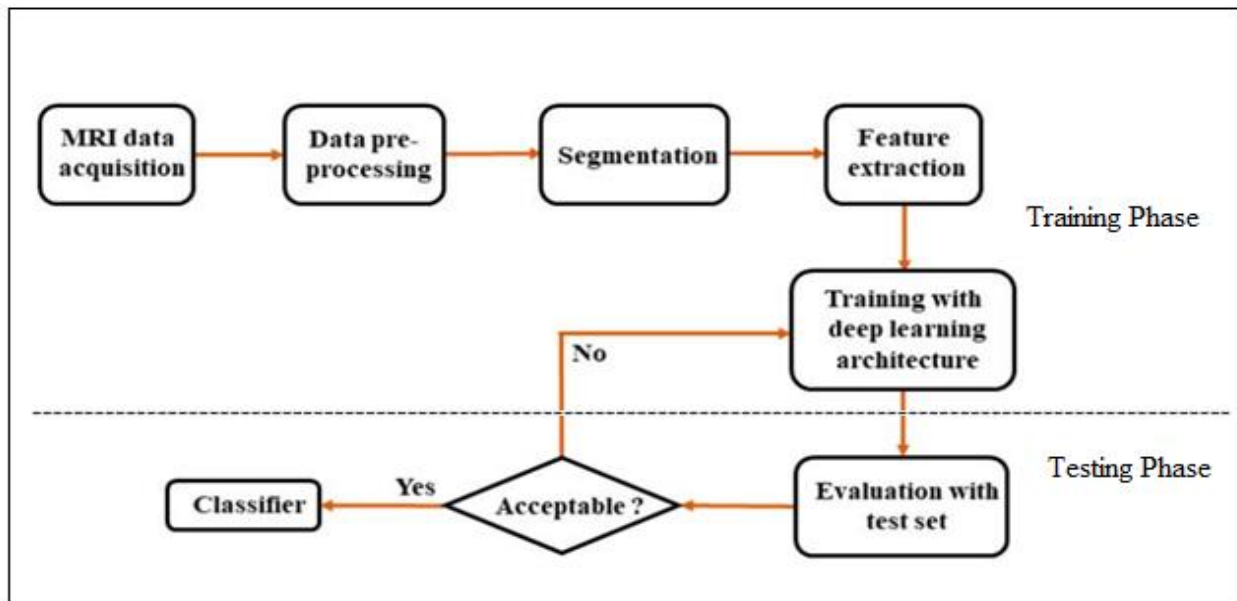 MRI data
acquisition
Data pre-
processing
Segmentation
Feature
extraction
Training Phase
Training with
deep learning
architecture
No
Testing Phase
Evaluation with
test set
Acceptable ?
Yes
Classifier